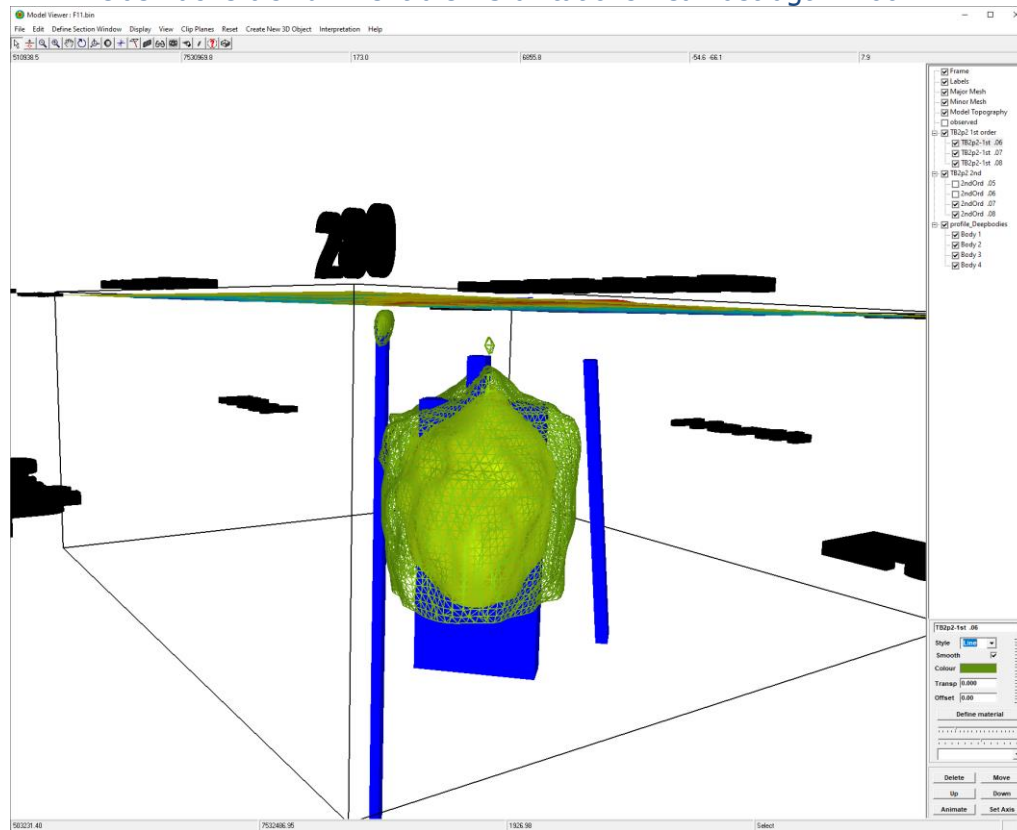 Model Viewer : F11.bin
File Edit Define Section Window Display View Clip Planes Reset Create New 3D Object Interpretation Help
510938.5 7530969.8 173.0 6855.8 -54.6 -66.1 7.9
Frame
Labels
Major Mesh
Minor Mesh
Model Topography
observed
TB2p2 1st order
TB2p2-1st .06
TB2p2-1st .07
TB2p2-1st .08
TB2p2 2nd
2ndOrd .05
2ndOrd .06
2ndOrd .07
2ndOrd .08
profile_Deepbodies
Body 1
Body 2
Body 3
Body 4
200
TB2p2-1st .06
Style Line
Smooth
Colour
Transp 0.000
Offset 0.00
Define material
Delete Move
Up Down
Animate Set Axis
503231.40 7532486.95 1926.98 Select